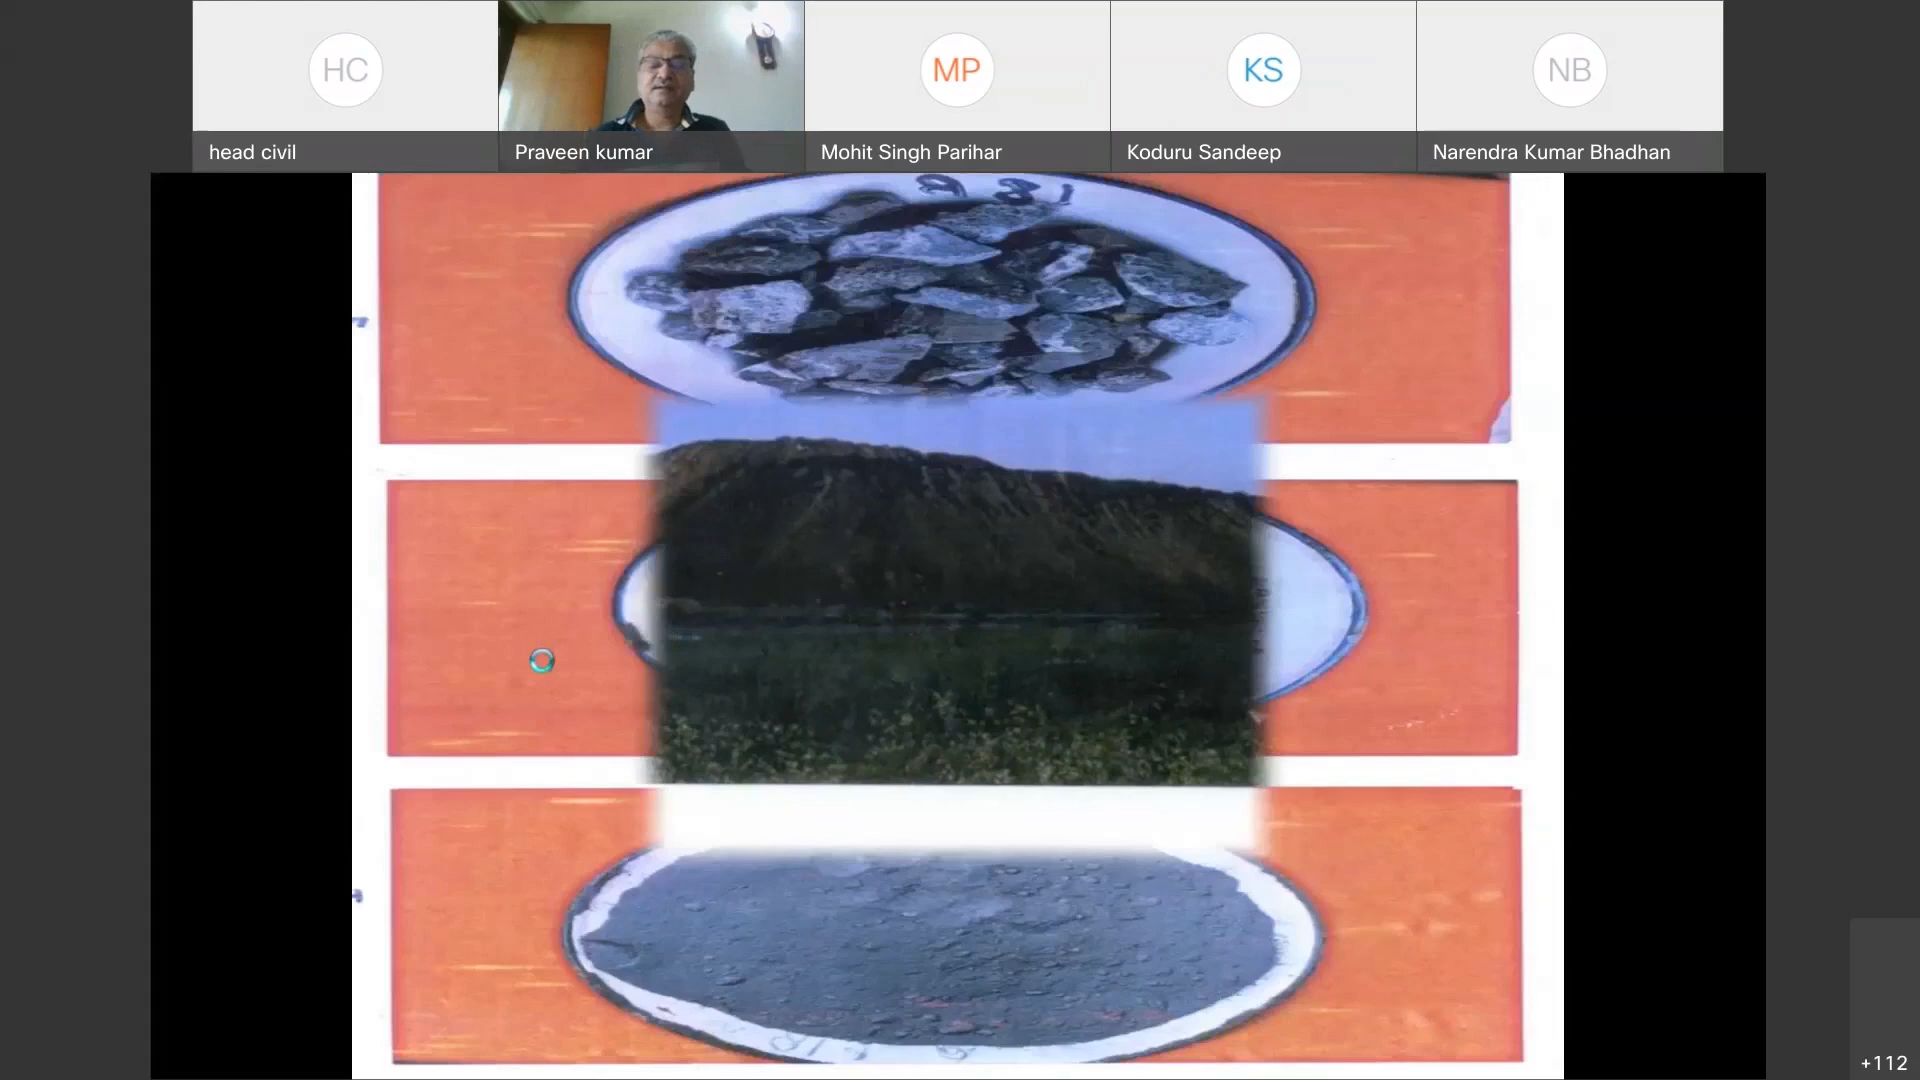 HC
MP
KS
NB
head civil
Praveen kumar
Mohit Singh Parihar
Koduru Sandeep
Narendra Kumar Bhadhan
+112